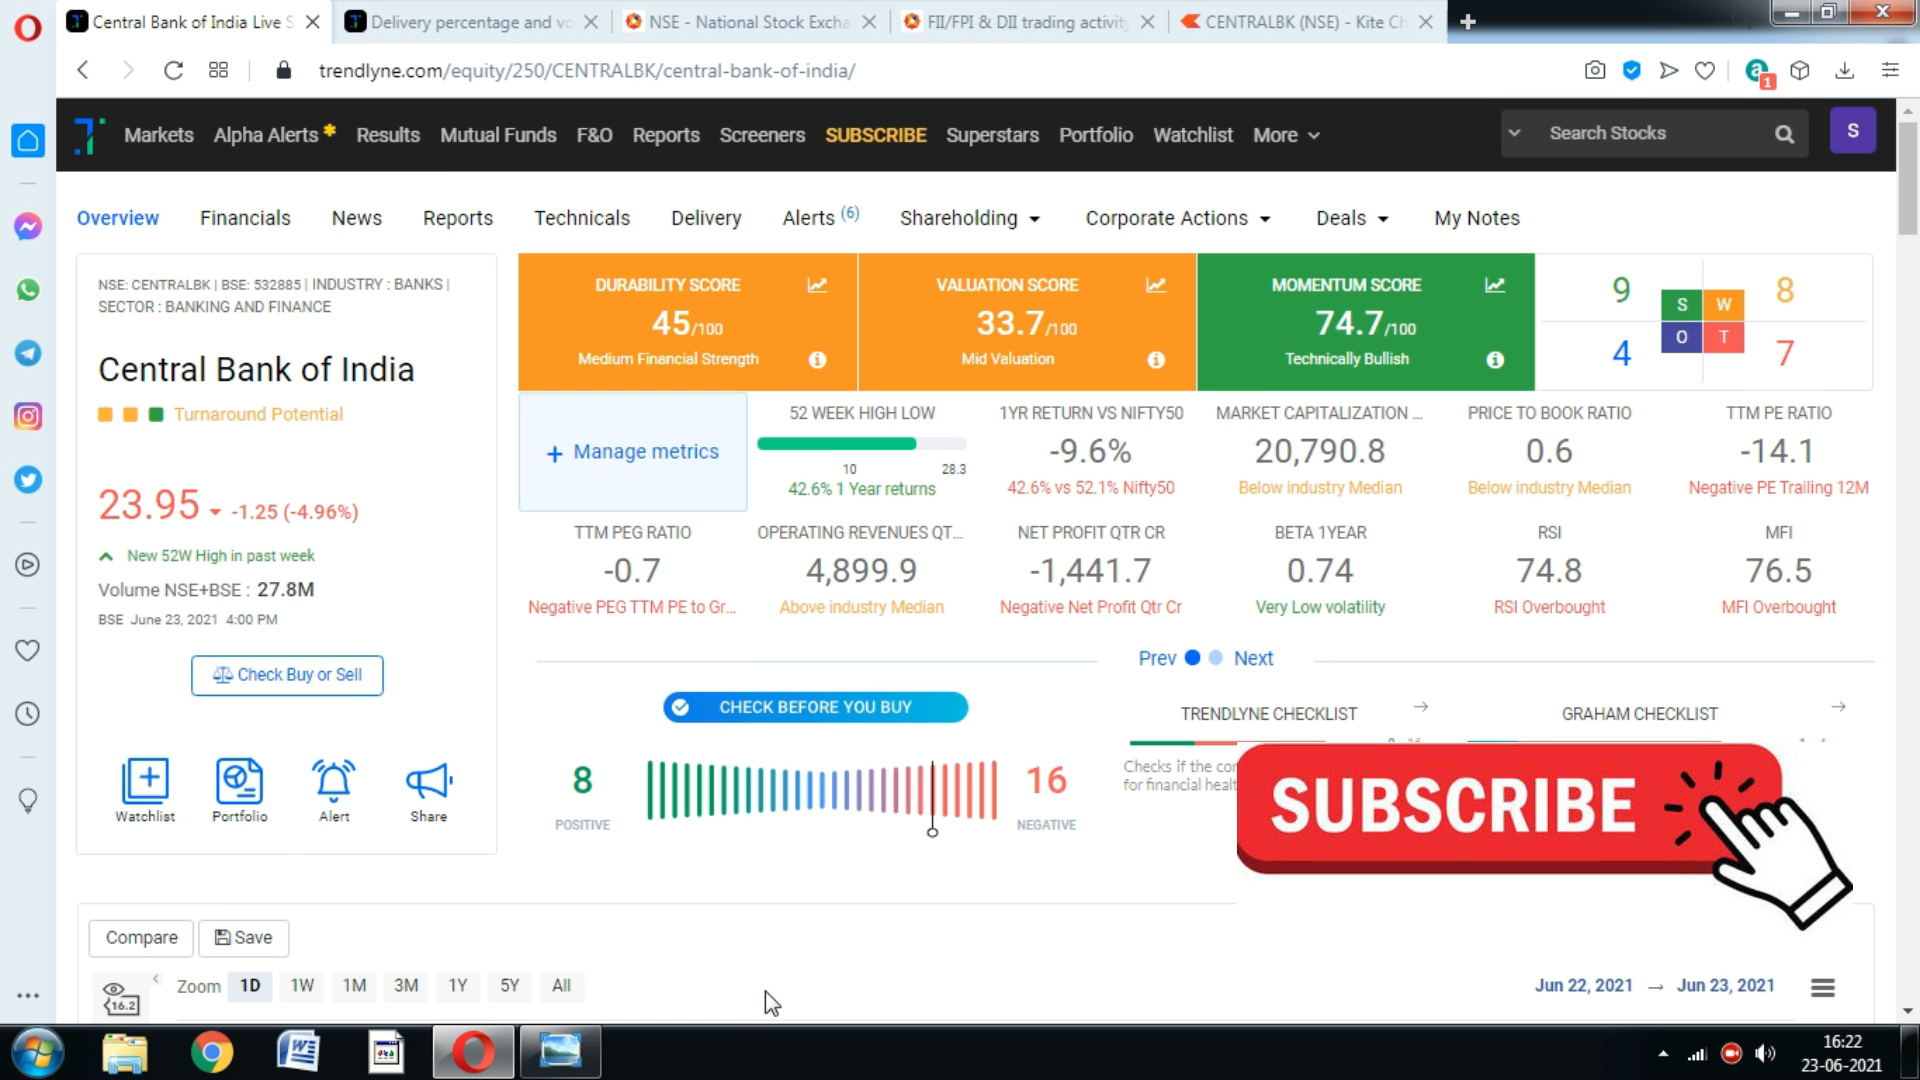 Central Bank of India Live S
Delivery percentage and vo
NSE - National Stock Excha
FII/FPI & DII trading activity
CENTRALBK (NSE) - Kite Ch
trendlyne.com/equity/250/CENTRALBK/central-bank-of-india/
1
Markets Alpha Alerts Results Mutual Funds F&O Reports Screeners SUBSCRIBE Superstars Portfolio Watchlist More
Search Stocks
S
Overview Financials News Reports Technicals Delivery Alerts (6) Shareholding Corporate Actions Deals My Notes
NSE: CENTRALBK | BSE: 532885 | INDUSTRY : BANKS |
SECTOR : BANKING AND FINANCE
Central Bank of India
Turnaround Potential
23.95 -1.25 (-4.96%)
New 52W High in past week
Volume NSE+BSE : 27.8M
BSE June 23, 2021 4:00 PM
Check Buy or Sell
Watchlist Portfolio Alert Share
DURABILITY SCORE
45/100
Medium Financial Strength
VALUATION SCORE
33.7/100
Mid Valuation
MOMENTUM SCORE
74.7/100
Technically Bullish
9 S W 8
4 O T 7
+ Manage metrics
52 WEEK HIGH LOW
10 28.3
42.6% 1 Year returns
1YR RETURN VS NIFTY50
-9.6%
42.6% vs 52.1% Nifty50
MARKET CAPITALIZATION ...
20,790.8
Below industry Median
PRICE TO BOOK RATIO
0.6
Below industry Median
TTM PE RATIO
-14.1
Negative PE Trailing 12M
TTM PEG RATIO
-0.7
Negative PEG TTM PE to Gr...
OPERATING REVENUES QT...
4,899.9
Above industry Median
NET PROFIT QTR CR
-1,441.7
Negative Net Profit Qtr Cr
BETA 1YEAR
0.74
Very Low volatility
RSI
74.8
RSI Overbought
MFI
76.5
MFI Overbought
Prev Next
CHECK BEFORE YOU BUY
8
POSITIVE
16
NEGATIVE
TRENDLYNE CHECKLIST
GRAHAM CHECKLIST
Checks if the cor
for financial healt
SUBSCRIBE
Compare Save
16.2
Zoom 1D 1W 1M 3M 1Y 5Y All
Jun 22, 2021 → Jun 23, 2021
16:22
23-06-2021